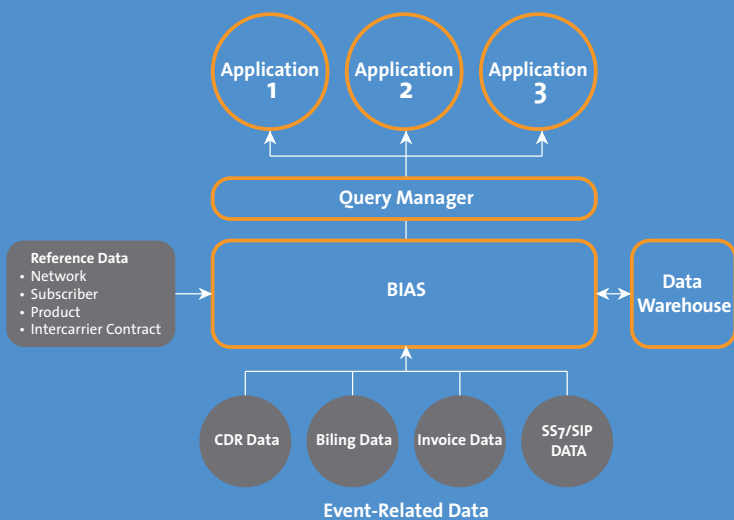 Application
1
Application
2
Application
3
Query Manager
Reference Data
• Network
• Subscriber
• Product
• Intercarrier Contract
BIAS
Data
Warehouse
CDR Data
Biling Data
Invoice Data
SS7/SIP
DATA
Event-Related Data